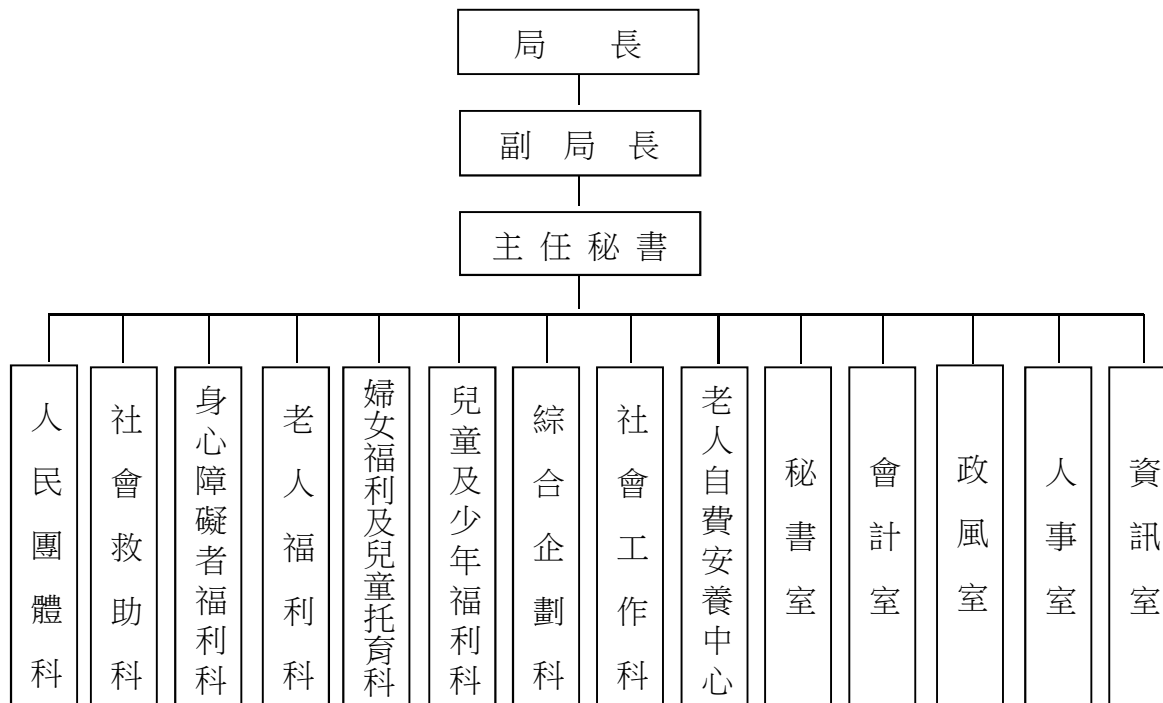 局長
副局長
主任秘書
人民團體科
社會救助科
身心障礙者福利科
老人福利科
婦女福利及兒童托育科
兒童及少年福利科
綜合企劃科
社會工作科
老人自費安養中心
秘書室
會計室
政風室
人事室
資訊室